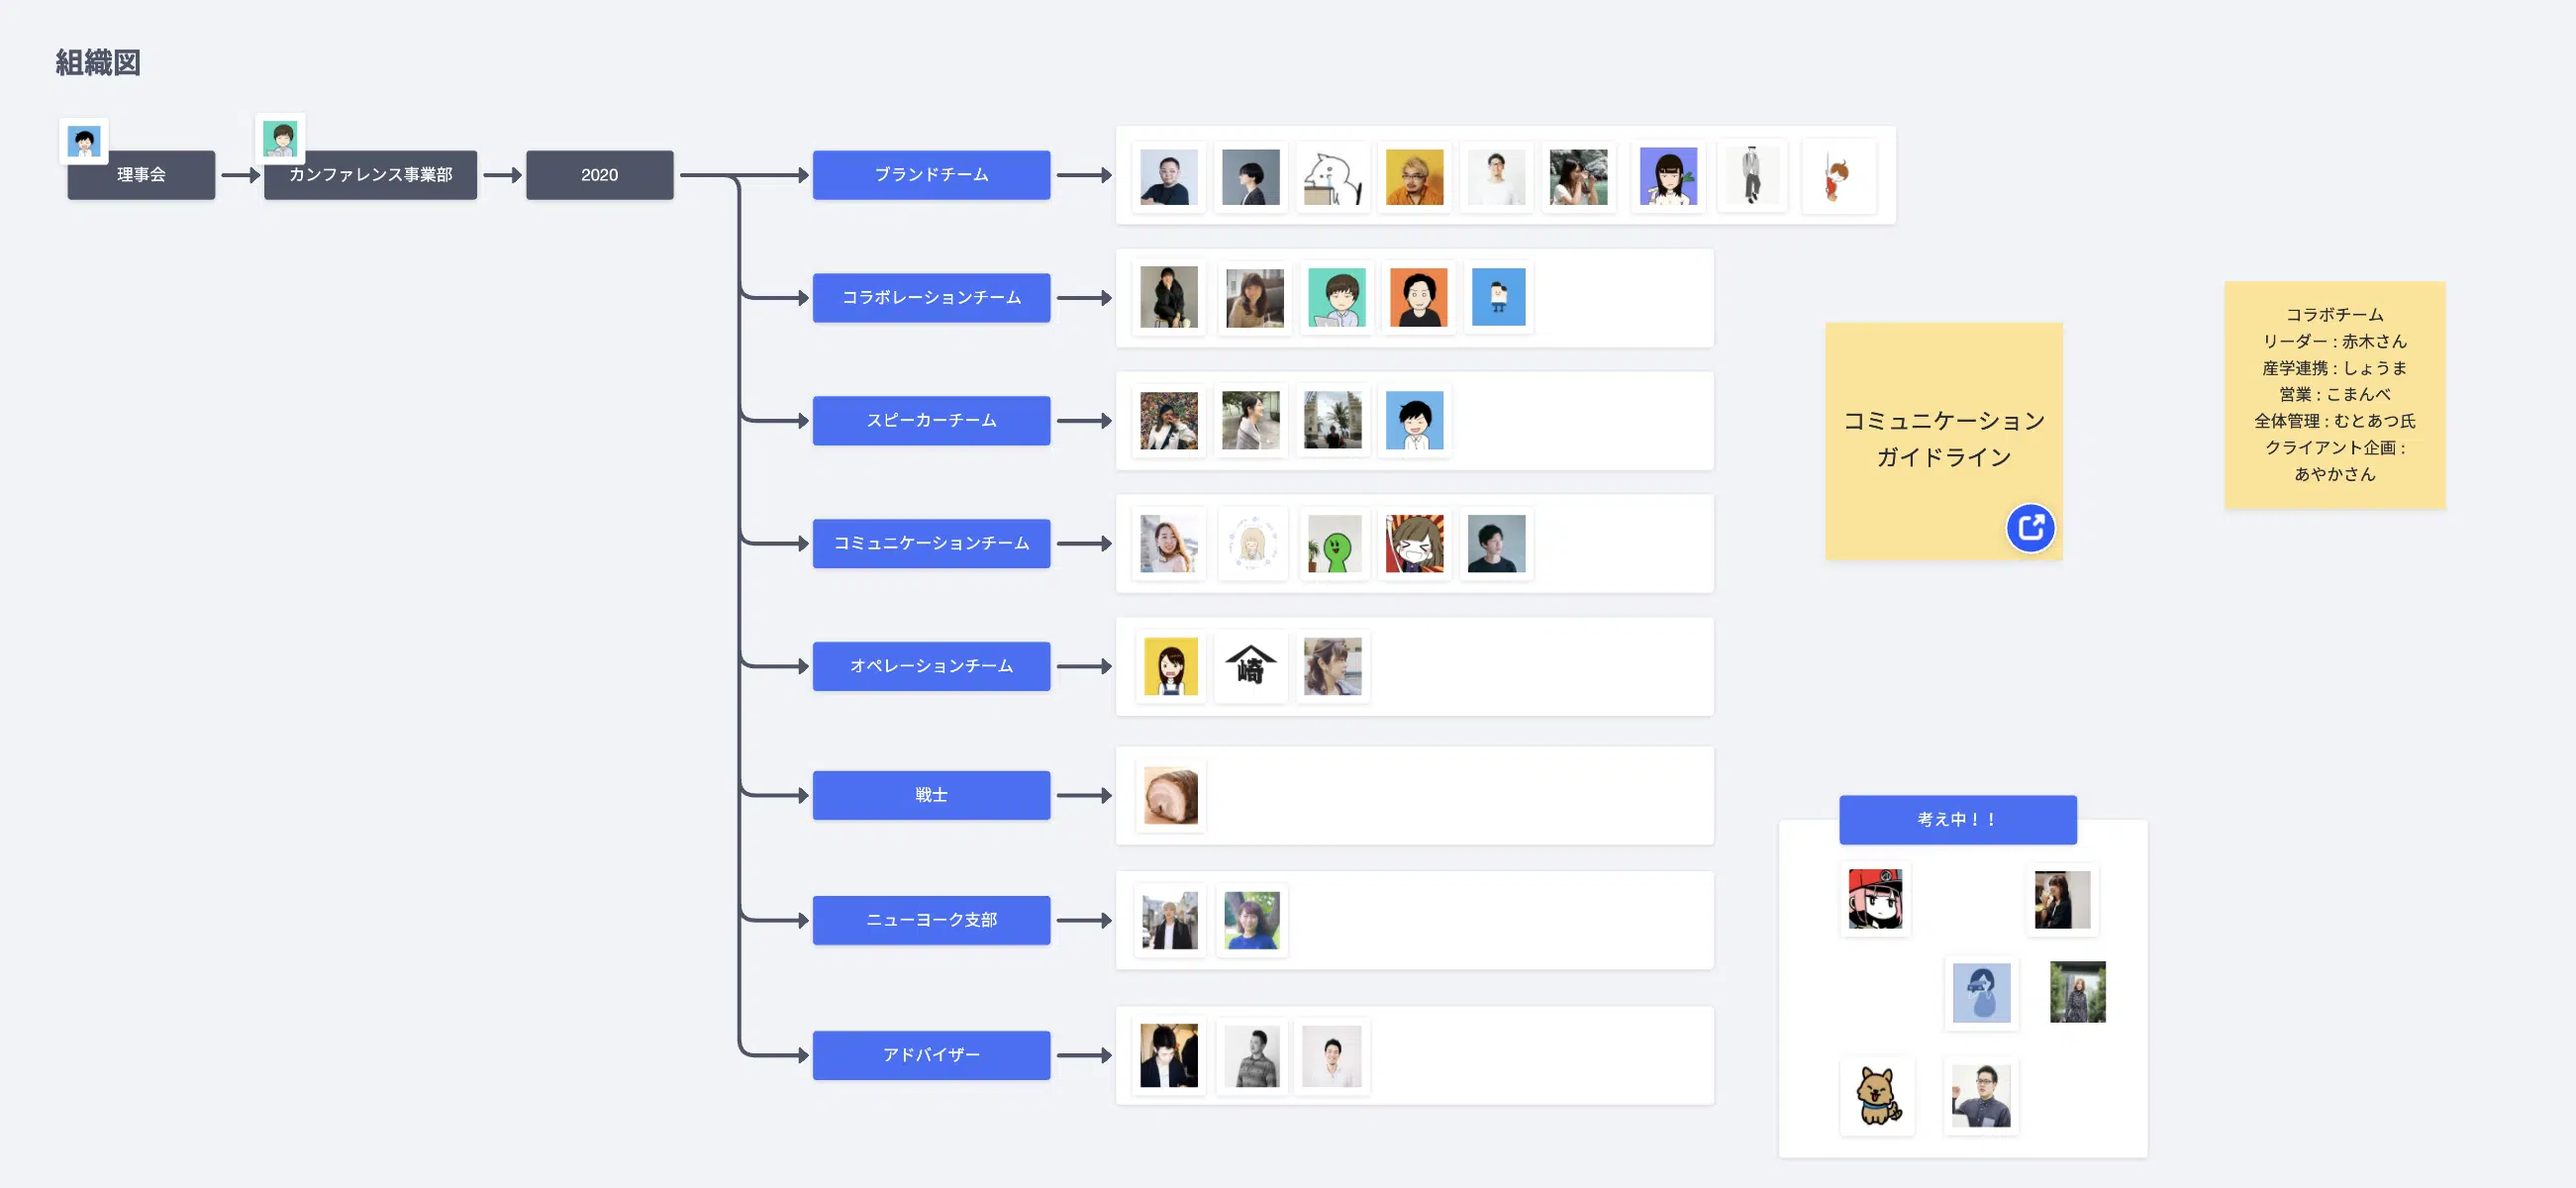 組織図
理事会
カンファレンス事業部
2020
ブランドチーム
コラボレーションチーム
スピーカーチーム
コミュニケーションチーム
オペレーションチーム
崎
戦士
ニューヨーク支部
アドバイザー
コミュニケーション
ガイドライン
コラボチーム
リーダー : 赤木さん
産学連携 : しょうま
営業 : こまんべ
全体管理 : むとあつ氏
クライアント企画 :
あやかさん
考え中！！